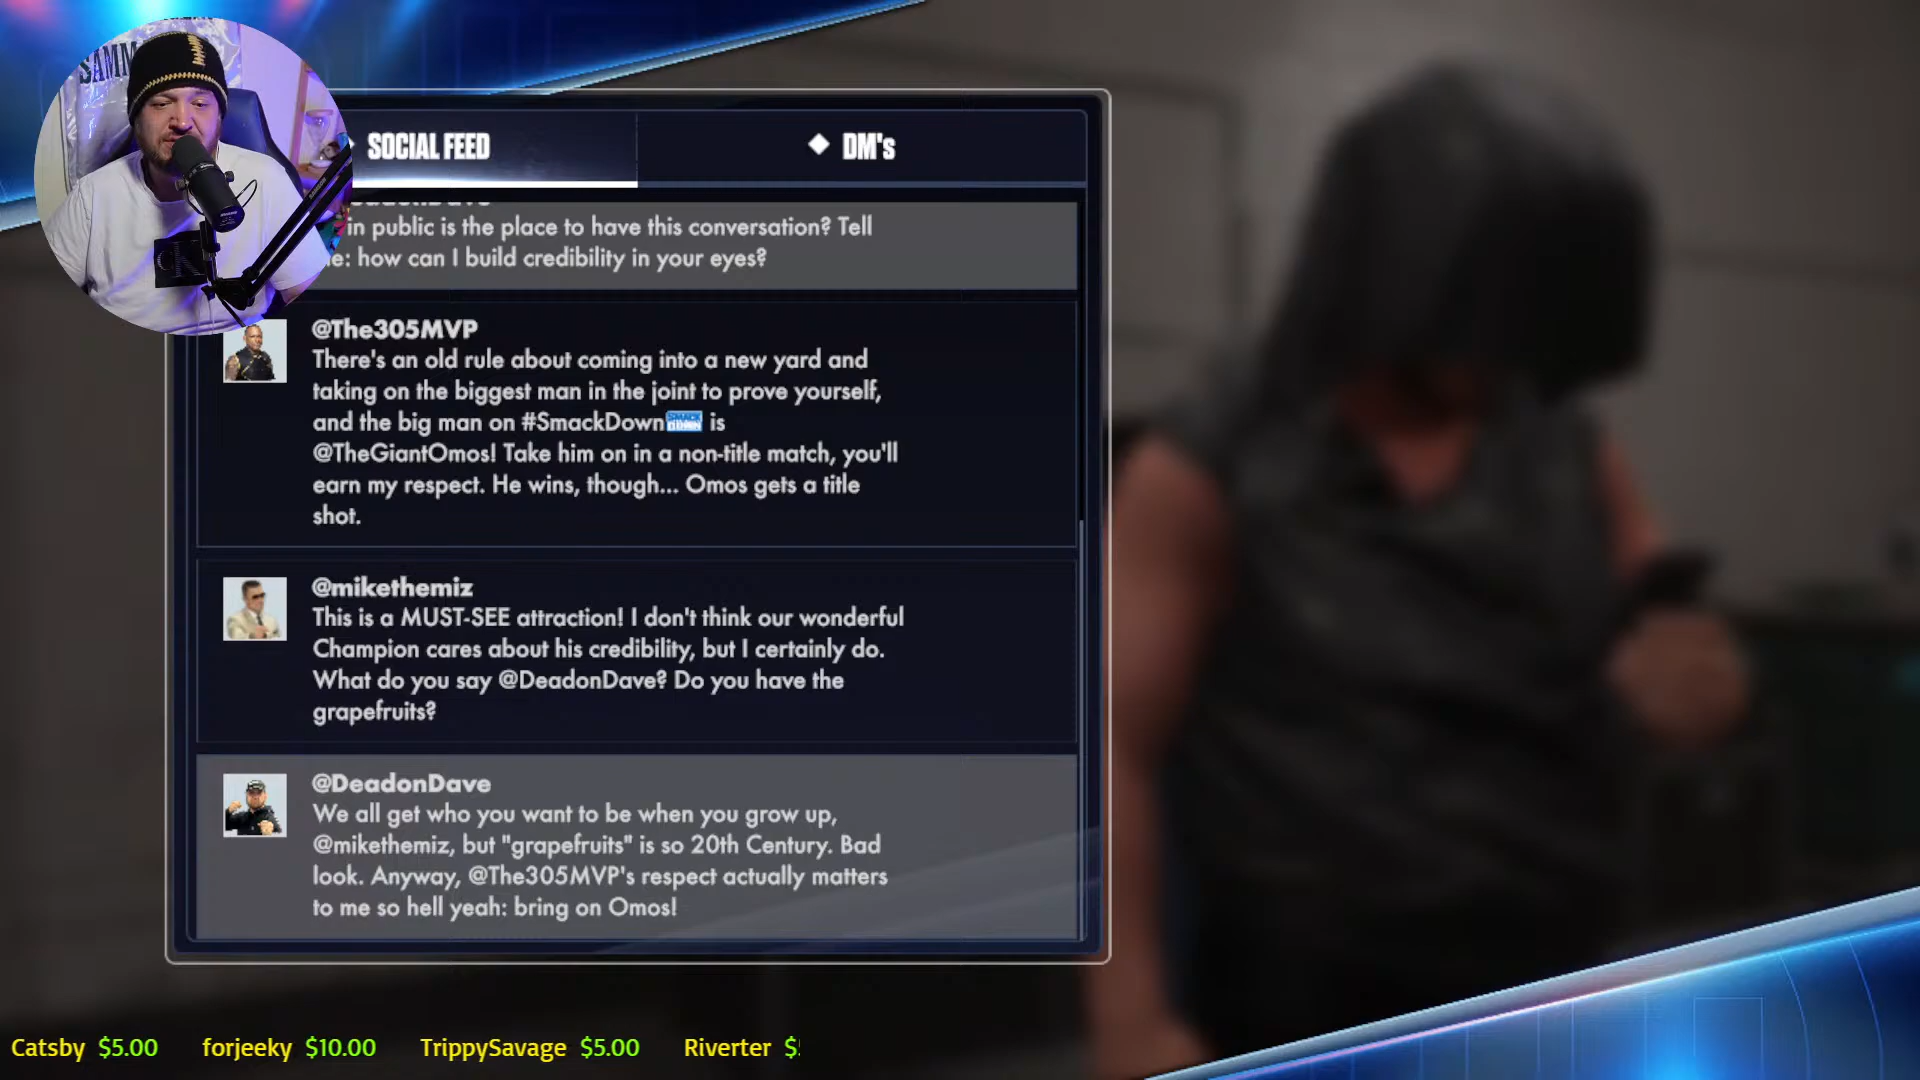 SAMM
SOCIAL FEED
DM's
in public is the place to have this conversation? Tell
how can I build credibility in your eyes?
@The305MVP
There's an old rule about coming into a new yard and
taking on the biggest man in the joint to prove yourself,
and the big man on #SmackDown is
@TheGiantOmos! Take him on in a non-title match, you'll
earn my respect. He wins, though... Omos gets a title
shot.
@mikethemiz
This is a MUST-SEE attraction! I don't think our wonderful
Champion cares about his credibility, but I certainly do.
What do you say @DeadonDave? Do you have the
grapefruits?
@DeadonDave
We all get who you want to be when you grow up,
@mikethemiz, but "grapefruits" is so 20th Century. Bad
look. Anyway, @The305MVP's respect actually matters
to me so hell yeah: bring on Omos!
Catsby $5.00 forjeeky $10.00 TrippySavage $5.00 Riverter $